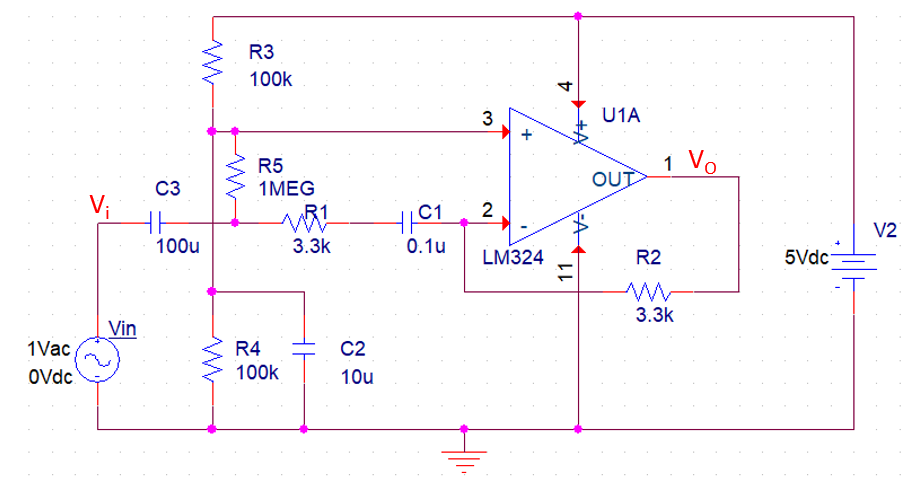 R3
100k
4
U1A
3
+
V+
R5
1MEG
Vi
C3
100u
R1
3.3k
C1
0.1u
2
-
OUT
1
VO
V-
LM324
11
R2
3.3k
V2
5Vdc
+
-
Vin
1Vac
0Vdc
+
-
R4
100k
C2
10u